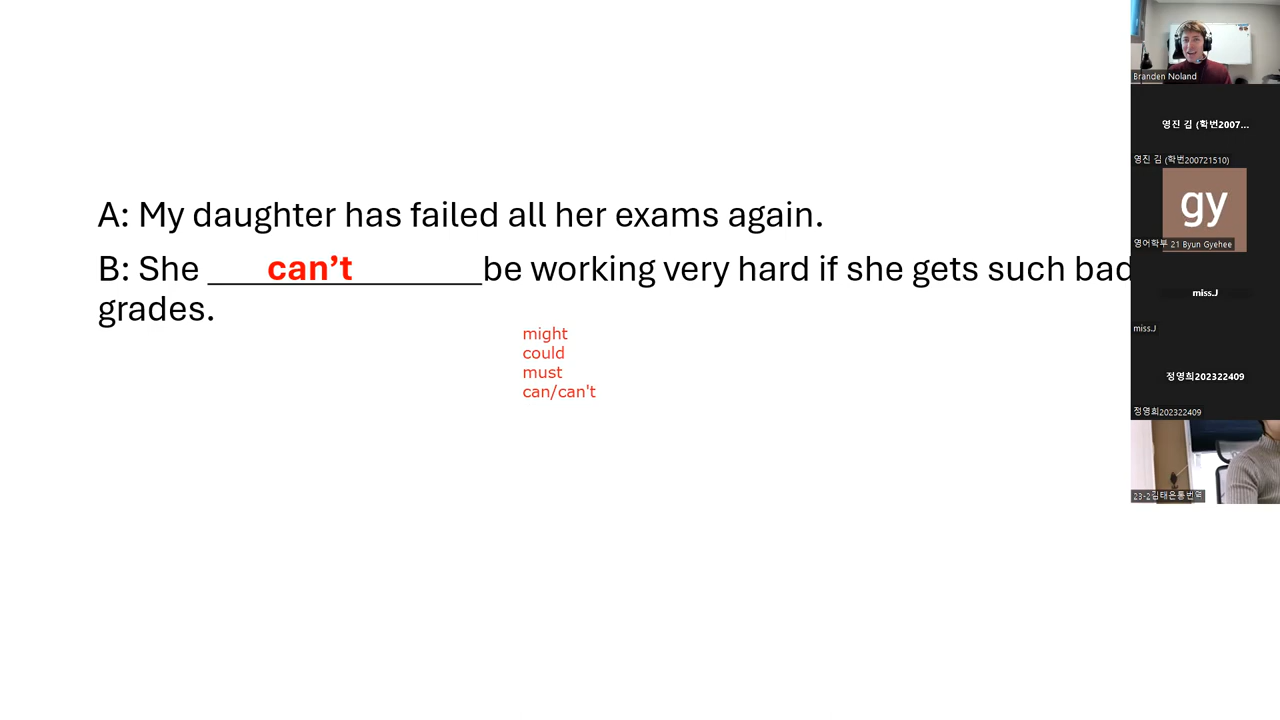 A: My daughter has failed all her exams again.
B: She can’t be working very hard if she gets such bad
grades.
might
could
must
can/can't
Branden Noland
영진 김 (학번2007...
영진 김 (학번200721510)
gy
영어학부 21 Byun Gyehee
miss.J
miss.J
정영희202322409
정영희202322409
23-2김태은통번역